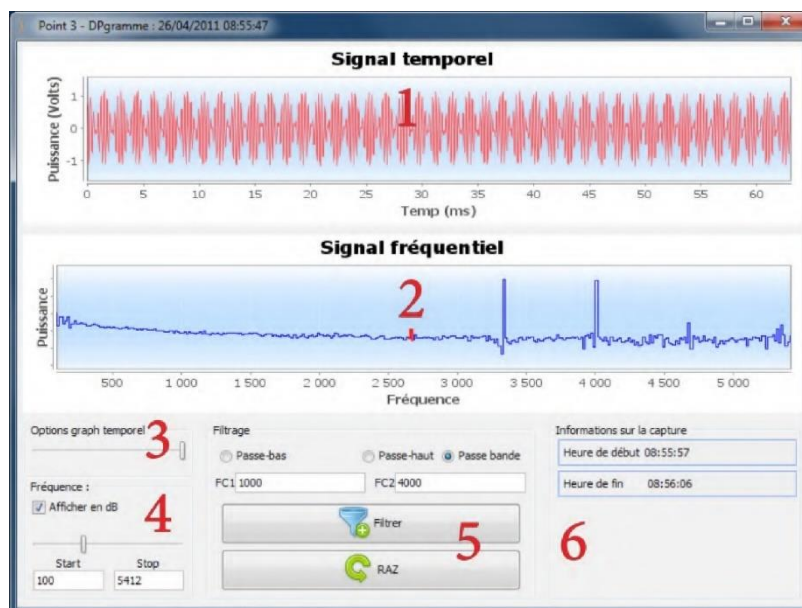 Point 3 - DPgramme : 26/04/2011 08:55:47
Signal temporel
Puissance (Volts)
1
0
-1
1
0 5 10 15 20 25 30 35 40 45 50 55 60
Temp (ms)
Signal fréquentiel
Puissance
2
500 1 000 1 500 2 000 2 500 3 000 3 500 4 000 4 500 5 000
Fréquence
Options graph temporel
3
Filtrage
Passe-bas Passe-haut Passe bande
FC1 1000 FC2 4000
Filtrer
RAZ
5
Informations sur la capture
Heure de début 08:55:57
Heure de fin 08:56:06
6
Fréquence :
Afficher en dB
4
Start Stop
100 5412